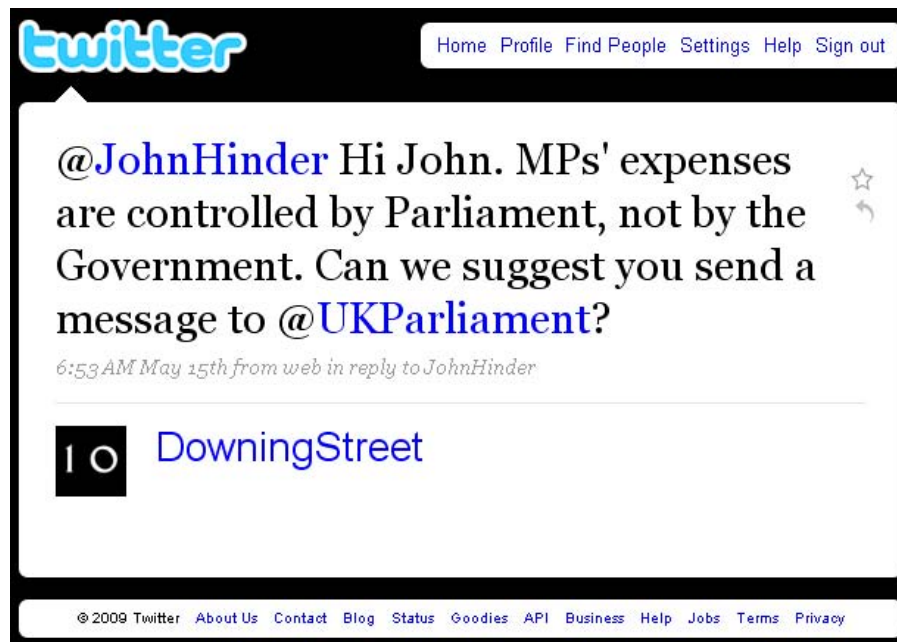 twitter
Home Profile Find People Settings Help Sign out
@JohnHinder Hi John. MPs' expenses
are controlled by Parliament, not by the
Government. Can we suggest you send a
message to @UKParliament?
6:53 AM May 15th from web in reply to JohnHinder
10
DowningStreet
© 2009 Twitter About Us Contact Blog Status Goodies API Business Help Jobs Terms Privacy